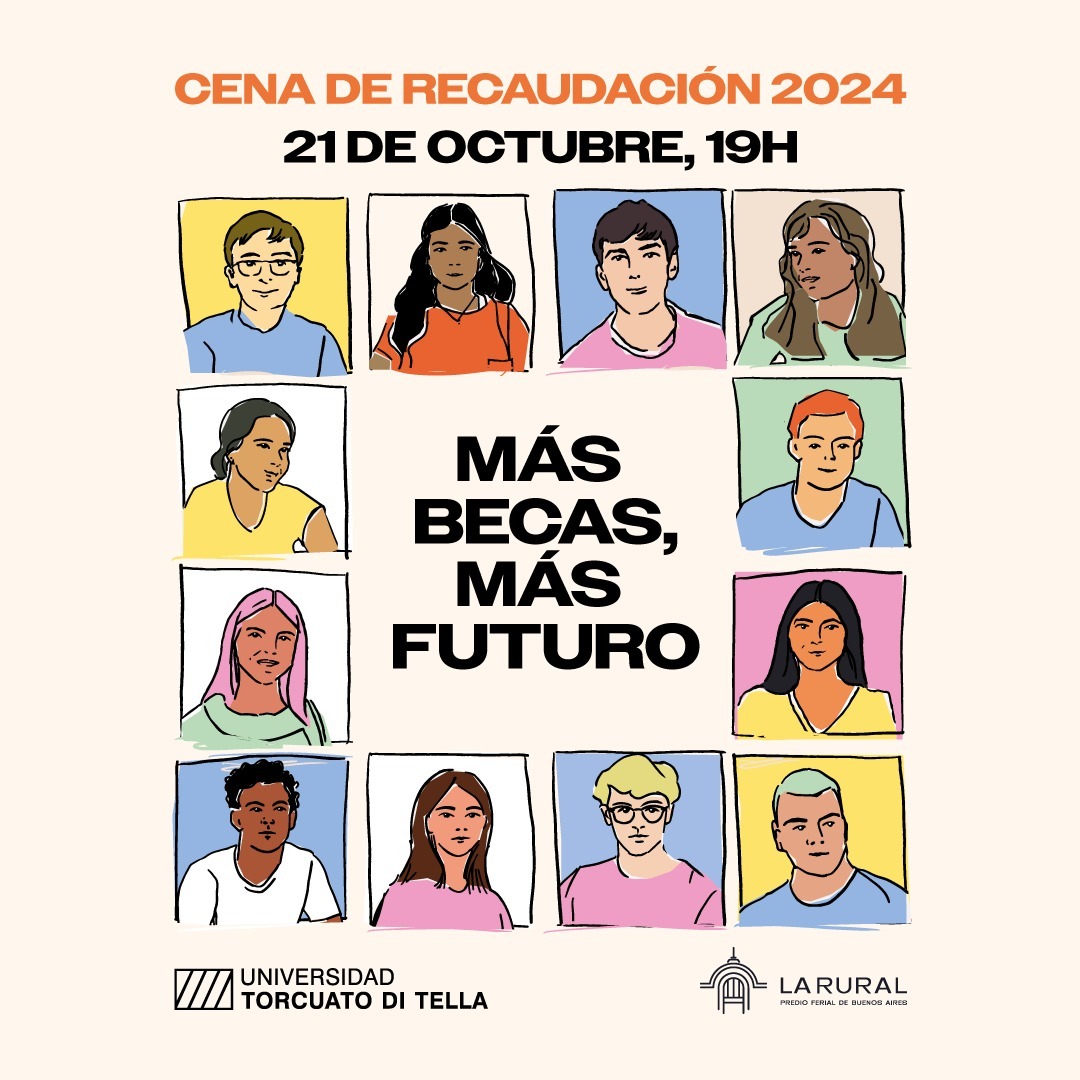 CENA DE RECAUDACIÓN 2024
21 DE OCTUBRE, 19H
MÁS
BECAS,
MÁS
FUTURO
UNIVERSIDAD
TORCUATO DI TELLA
LA RURAL
PREDIO FERIAL DE BUENOS AIRES